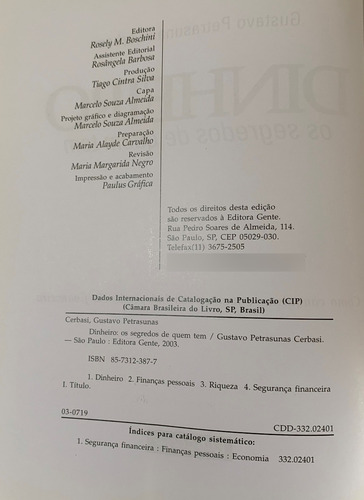 Editora
Rosely M. Boschini
Assistente Editorial
Rosângela Barbosa
Produção
Tiago Cintra Silva
Capa
Marcelo Souza Almeida
Projeto gráfico e diagramação
Marcelo Souza Almeida
Preparação
Maria Alayde Carvalho
Revisão
Maria Margarida Negro
Impressão e acabamento
Paulus Gráfica
Todos os direitos desta edição
são reservados à Editora Gente.
Rua Pedro Soares de Almeida, 114.
São Paulo, SP, CEP 05029-030.
Telefax(11) 3675-2505
Dados Internacionais de Catalogação na Publicação (CIP)
(Câmara Brasileira do Livro, SP, Brasil)
Cerbasi, Gustavo Petrasunas
Dinheiro: os segredos de quem tem / Gustavo Petrasunas Cerbasi.
— São Paulo : Editora Gente, 2003.
ISBN 85-7312-387-7
1. Dinheiro 2. Finanças pessoais 3. Riqueza 4. Segurança financeira
I. Título.
03-0719
CDD-332.02401
Índices para catálogo sistemático:
1. Segurança financeira : Finanças pessoais : Economia 332.02401